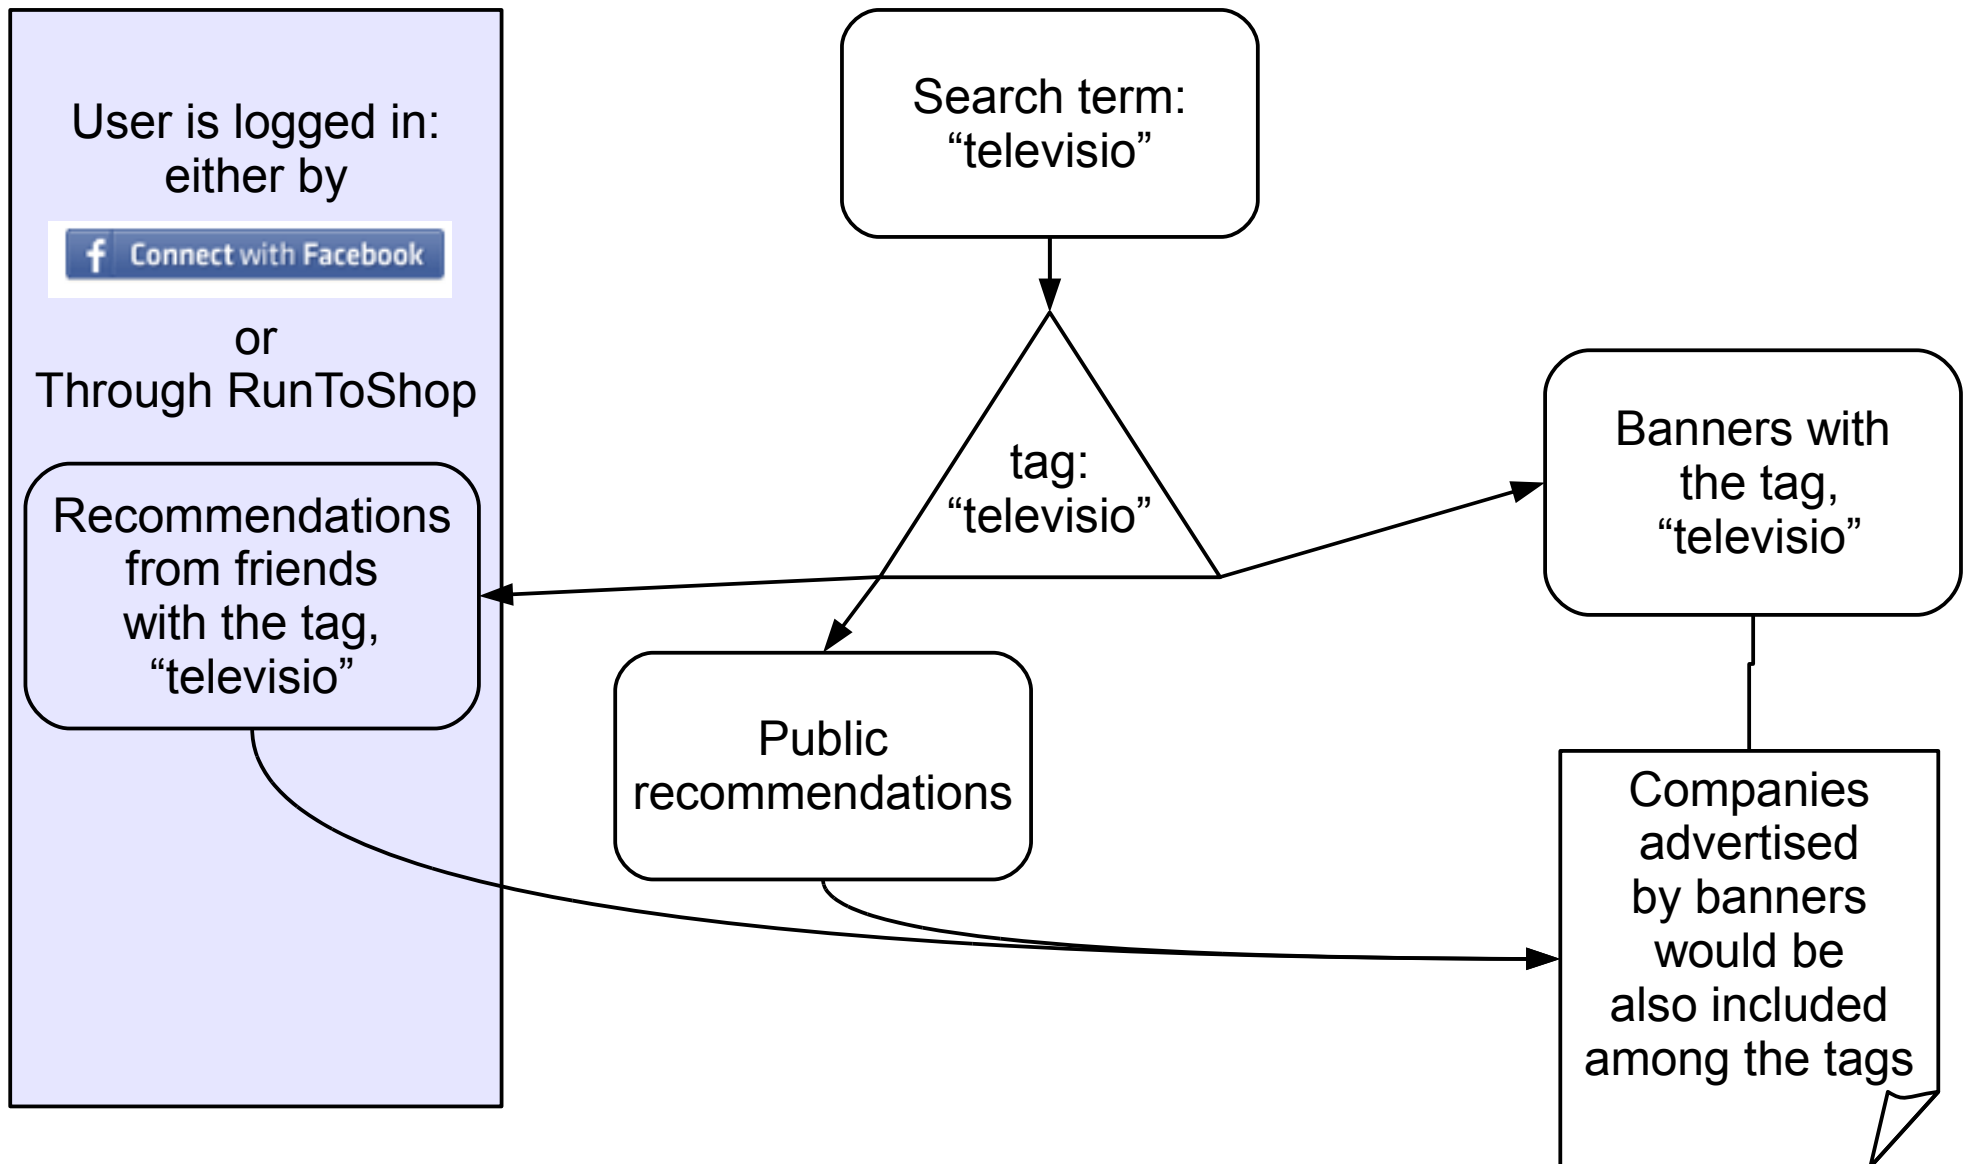 User is logged in:
either by
f Connect with Facebook
or
Through RunToShop
Recommendations
from friends
with the tag,
“televisio”
Search term:
“televisio”
tag:
“televisio”
Public
recommendations
Banners with
the tag,
“televisio”
Companies
advertised
by banners
would be
also included
among the tags